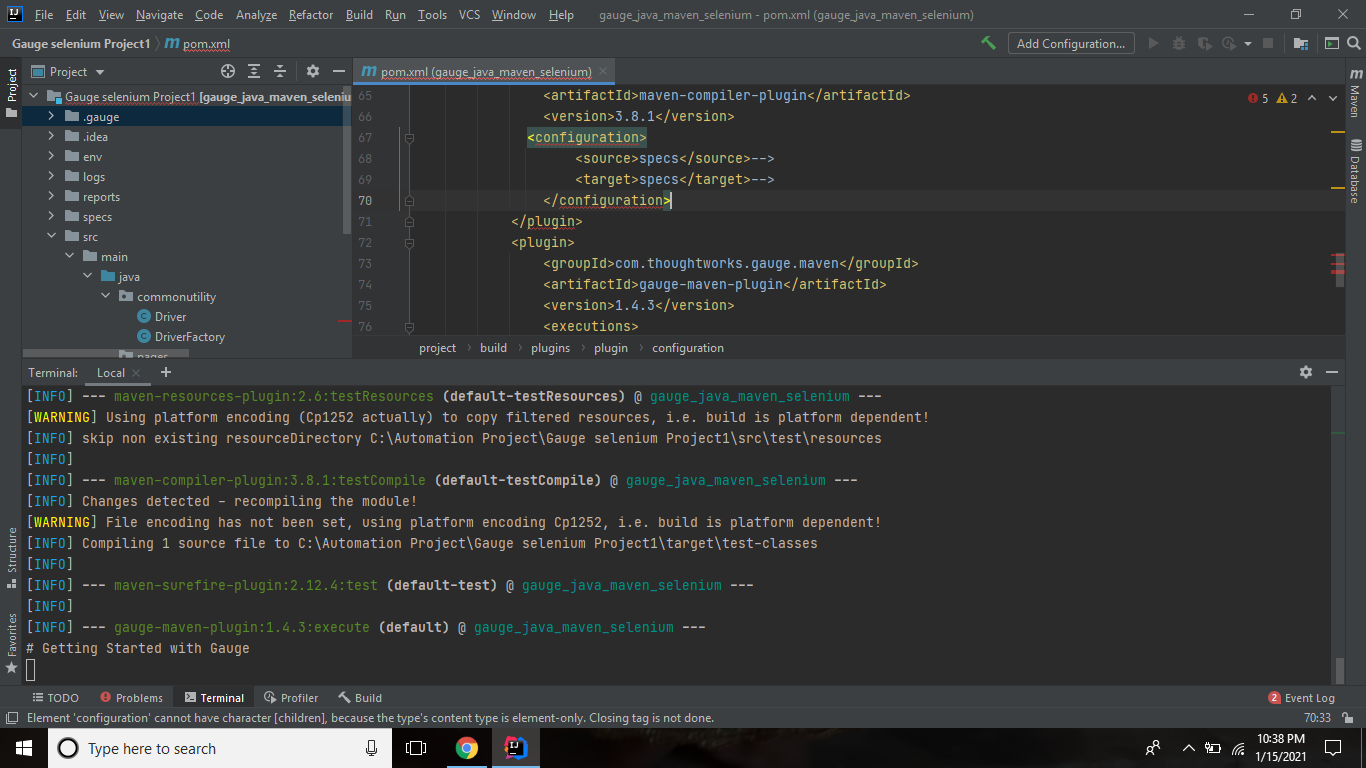 File Edit View Navigate Code Analyze Refactor Build Run Tools VCS Window Help gauge_java_maven_selenium - pom.xml (gauge_java_maven_selenium)
Gauge selenium Project1 m pom.xml Add Configuration...
Project
Project
m pom.xml (gauge_java_maven_selenium)
Gauge selenium Project1 [gauge_java_maven_seleniu
.gauge
.idea
env
logs
reports
specs
src
main
java
commonutility
C Driver
C DriverFactory
pages
65 <artifactId>maven-compiler-plugin</artifactId>
66 <version>3.8.1</version>
67 <configuration>
68 <source>specs</source>-->
69 <target>specs</target>-->
70 </configuration>
71 </plugin>
72 <plugin>
73 <groupId>com.thoughtworks.gauge.maven</groupId>
74 <artifactId>gauge-maven-plugin</artifactId>
75 <version>1.4.3</version>
76 <executions>
5 2
m Maven
Database
project build plugins plugin configuration
Terminal: Local
[INFO] --- maven-resources-plugin:2.6:testResources (default-testResources) @ gauge_java_maven_selenium ---
[WARNING] Using platform encoding (Cp1252 actually) to copy filtered resources, i.e. build is platform dependent!
[INFO] skip non existing resourceDirectory C:\Automation Project\Gauge selenium Project1\src\test\resources
[INFO]
[INFO] --- maven-compiler-plugin:3.8.1:testCompile (default-testCompile) @ gauge_java_maven_selenium ---
[INFO] Changes detected - recompiling the module!
[WARNING] File encoding has not been set, using platform encoding Cp1252, i.e. build is platform dependent!
[INFO] Compiling 1 source file to C:\Automation Project\Gauge selenium Project1\target\test-classes
[INFO]
[INFO] --- maven-surefire-plugin:2.12.4:test (default-test) @ gauge_java_maven_selenium ---
[INFO]
[INFO] --- gauge-maven-plugin:1.4.3:execute (default) @ gauge_java_maven_selenium ---
# Getting Started with Gauge
Structure
Favorites
TODO Problems Terminal Profiler Build 2 Event Log
Element 'configuration' cannot have character [children], because the type's content type is element-only. Closing tag is not done. 70:33
Type here to search
10:38 PM
1/15/2021